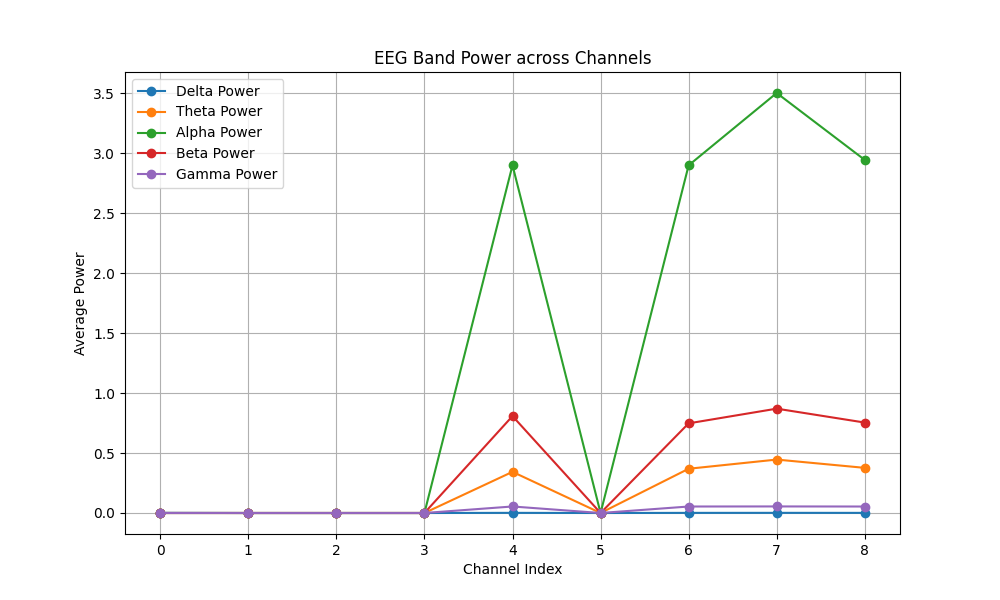 EEG Band Power across Channels
Delta Power
Theta Power
Alpha Power
Beta Power
Gamma Power
Average Power
3.5
3.0
2.5
2.0
1.5
1.0
0.5
0.0
0 1 2 3 4 5 6 7 8
Channel Index